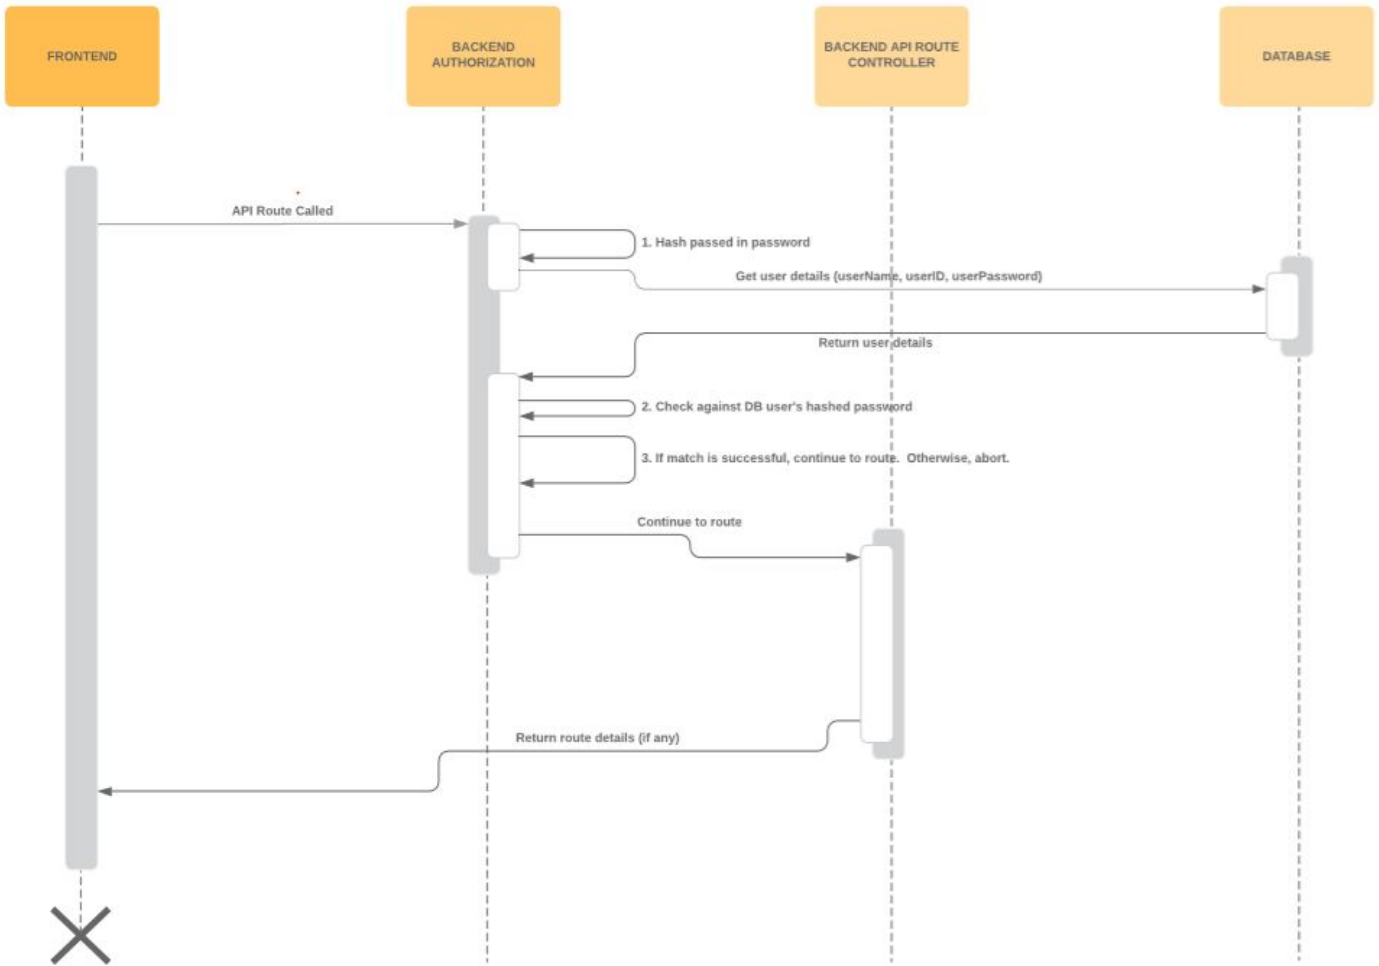 FRONTEND
BACKEND
AUTHORIZATION
BACKEND API ROUTE
CONTROLLER
DATABASE
API Route Called
1. Hash passed in password
Get user details (userName, userID, userPassword)
Return user details
2. Check against DB user's hashed password
3. If match is successful, continue to route. Otherwise, abort.
Continue to route
Return route details (if any)